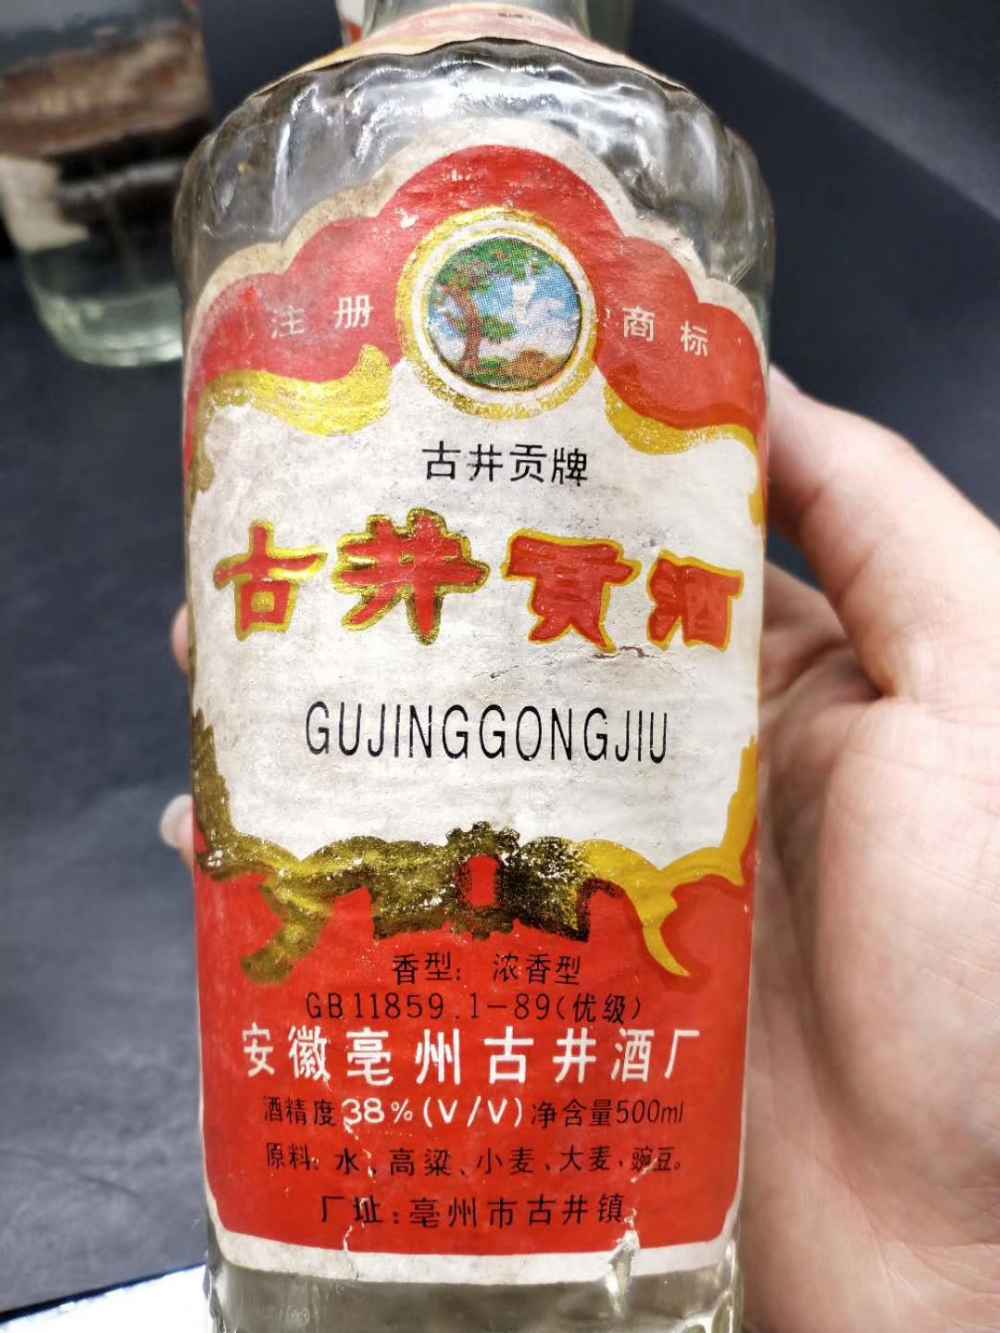 注册 商标
古井贡牌
古井贡酒
GUJINGGONGJIU
香型：浓香型
GB11859.1-89(优级)
安徽亳州古井酒厂
酒精度38%(V/V)净含量500ml
原料：水、高粱、小麦、大麦、豌豆。
厂址：亳州市古井镇